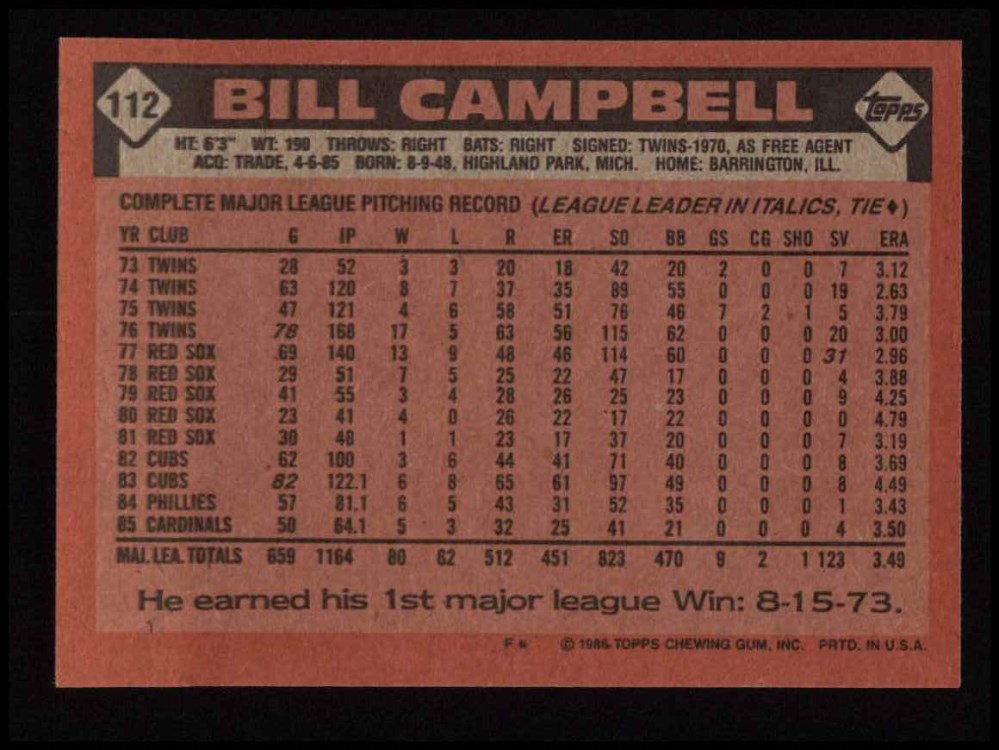 112 BILL CAMPBELL Topps
HT: 6'3" WT: 190 THROWS: RIGHT BATS: RIGHT SIGNED: TWINS-1970, AS FREE AGENT
ACQ: TRADE, 4-6-85 BORN: 8-9-48, HIGHLAND PARK, MICH. HOME: BARRINGTON, ILL.
COMPLETE MAJOR LEAGUE PITCHING RECORD (LEAGUE LEADER IN ITALICS, TIE♦)
YR CLUB G IP W L R ER SO BB GS CG SHO SV ERA
73 TWINS 28 52 3 3 20 18 42 20 2 0 0 7 3.12
74 TWINS 63 120 8 7 37 35 89 55 0 0 0 19 2.63
75 TWINS 47 121 4 6 58 51 76 46 7 2 1 5 3.79
76 TWINS 78 168 17 5 63 56 115 62 0 0 0 20 3.00
77 RED SOX 69 140 13 9 48 46 114 60 0 0 0 31 2.96
78 RED SOX 29 51 7 5 25 22 47 17 0 0 0 4 3.88
79 RED SOX 41 55 3 4 28 26 25 23 0 0 0 9 4.25
80 RED SOX 23 41 4 0 26 22 17 22 0 0 0 0 4.79
81 RED SOX 30 48 1 1 23 17 37 20 0 0 0 7 3.19
82 CUBS 62 100 3 6 44 41 71 40 0 0 0 8 3.69
83 CUBS 82 122.1 6 8 65 61 97 49 0 0 0 8 4.49
84 PHILLIES 57 81.1 6 5 43 31 52 35 0 0 0 1 3.43
85 CARDINALS 50 64.1 5 3 32 25 41 21 0 0 0 4 3.50
MAJ. LEA. TOTALS 659 1164 80 62 512 451 823 470 9 2 1 123 3.49
He earned his 1st major league Win: 8-15-73.
F © 1986 TOPPS CHEWING GUM, INC. PRTD. IN U.S.A.